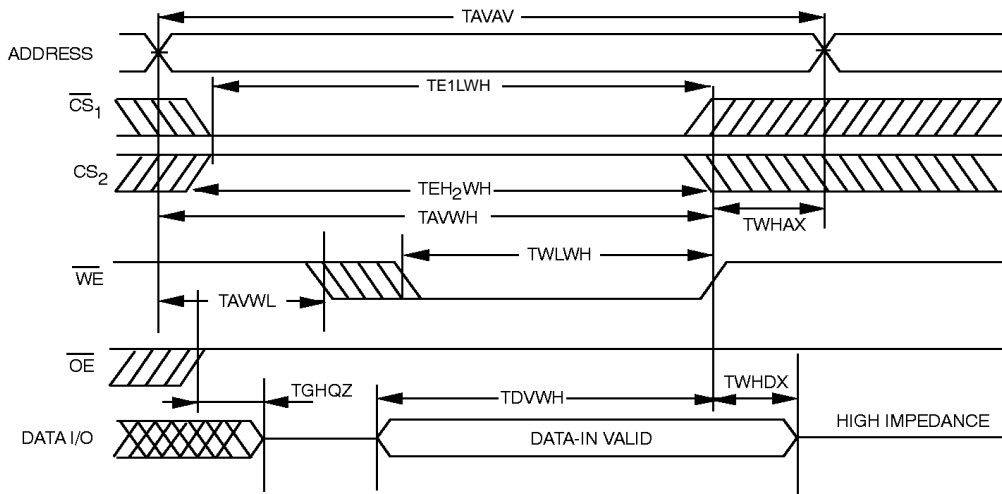 TAVAV
ADDRESS
TE1LWH
CS1
CS2
TEH2WH
TAVWH
TWHAX
WE
TWLWH
TAVWL
OE
TGHQZ
TDVWH
TWHDX
DATA I/O
DATA-IN VALID
HIGH IMPEDANCE